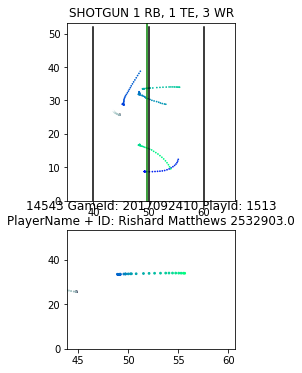 SHOTGUN 1 RB, 1 TE, 3 WR
50
40
30
20
10
0
40 50 60
14543 GameId: 2017092410 PlayId: 1513
PlayerName + ID: Rishard Matthews 2532903.0
40
20
0
45 50 55 60